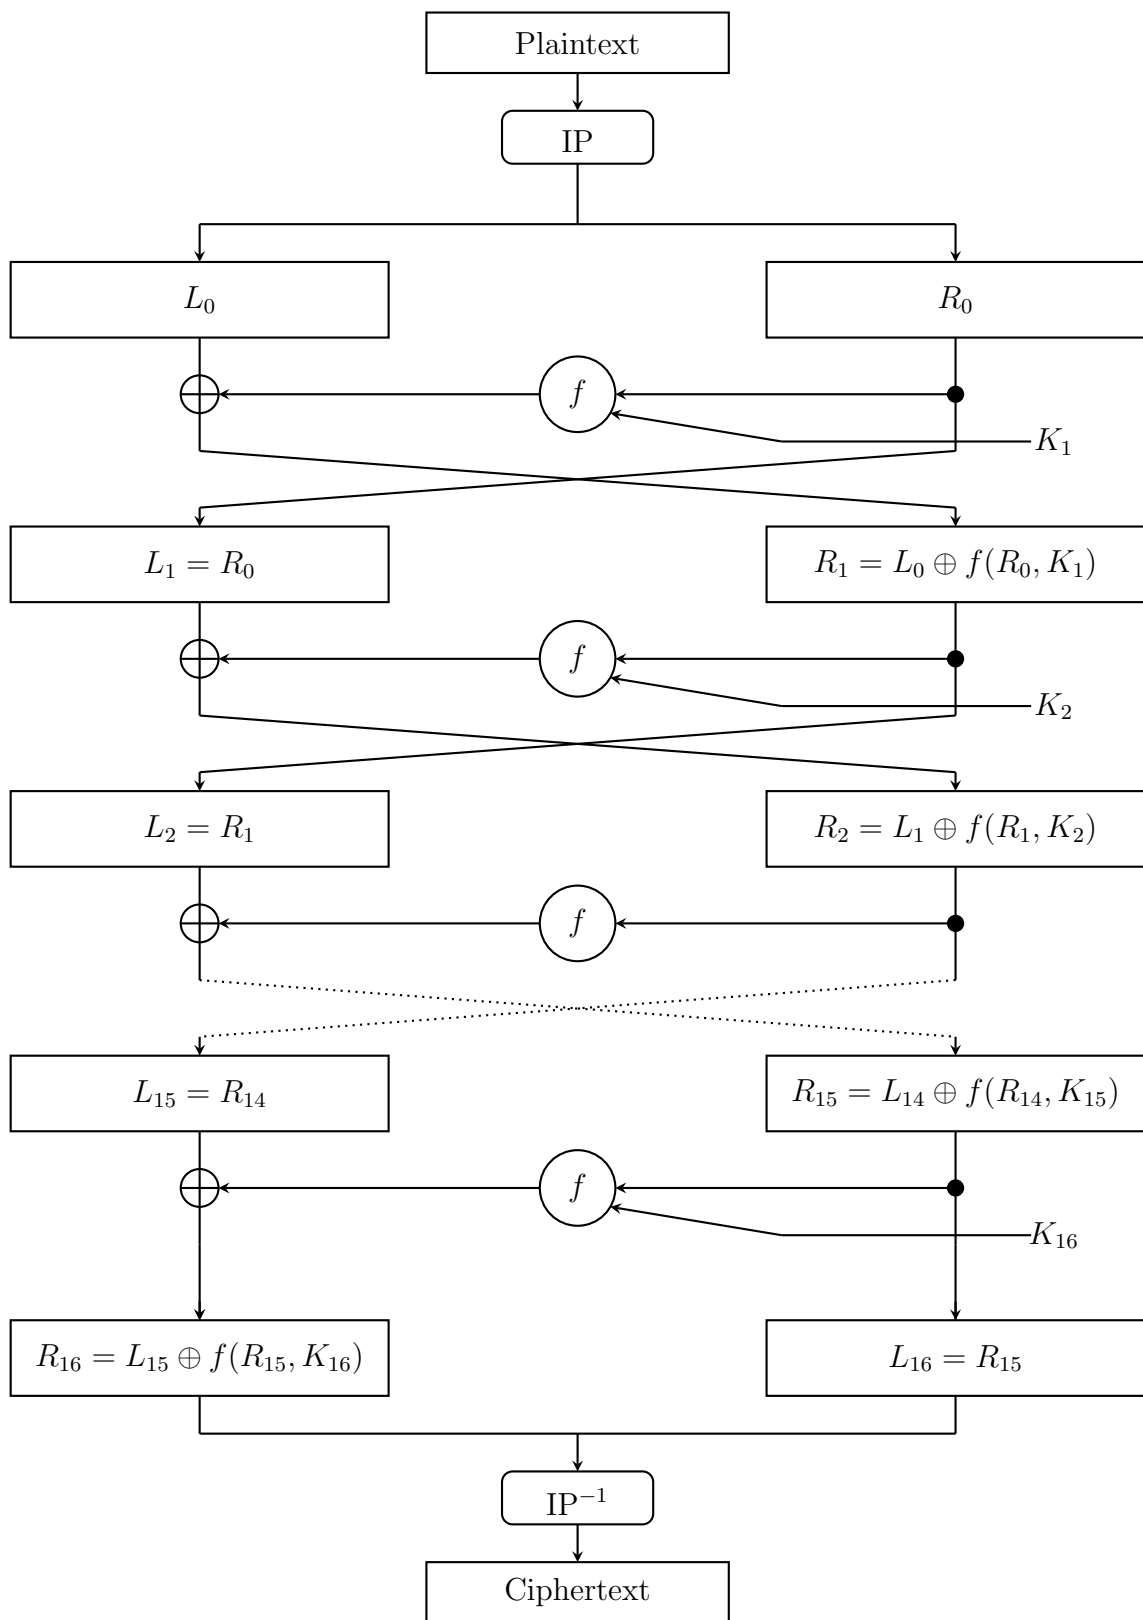 Plaintext
IP
L₀
R₀
f
K₁
L₁ = R₀
R₁ = L₀ ⊕ f(R₀, K₁)
f
K₂
L₂ = R₁
R₂ = L₁ ⊕ f(R₁, K₂)
f
L₁₅ = R₁₄
R₁₅ = L₁₄ ⊕ f(R₁₄, K₁₅)
f
K₁₆
R₁₆ = L₁₅ ⊕ f(R₁₅, K₁₆)
L₁₆ = R₁₅
IP⁻¹
Ciphertext